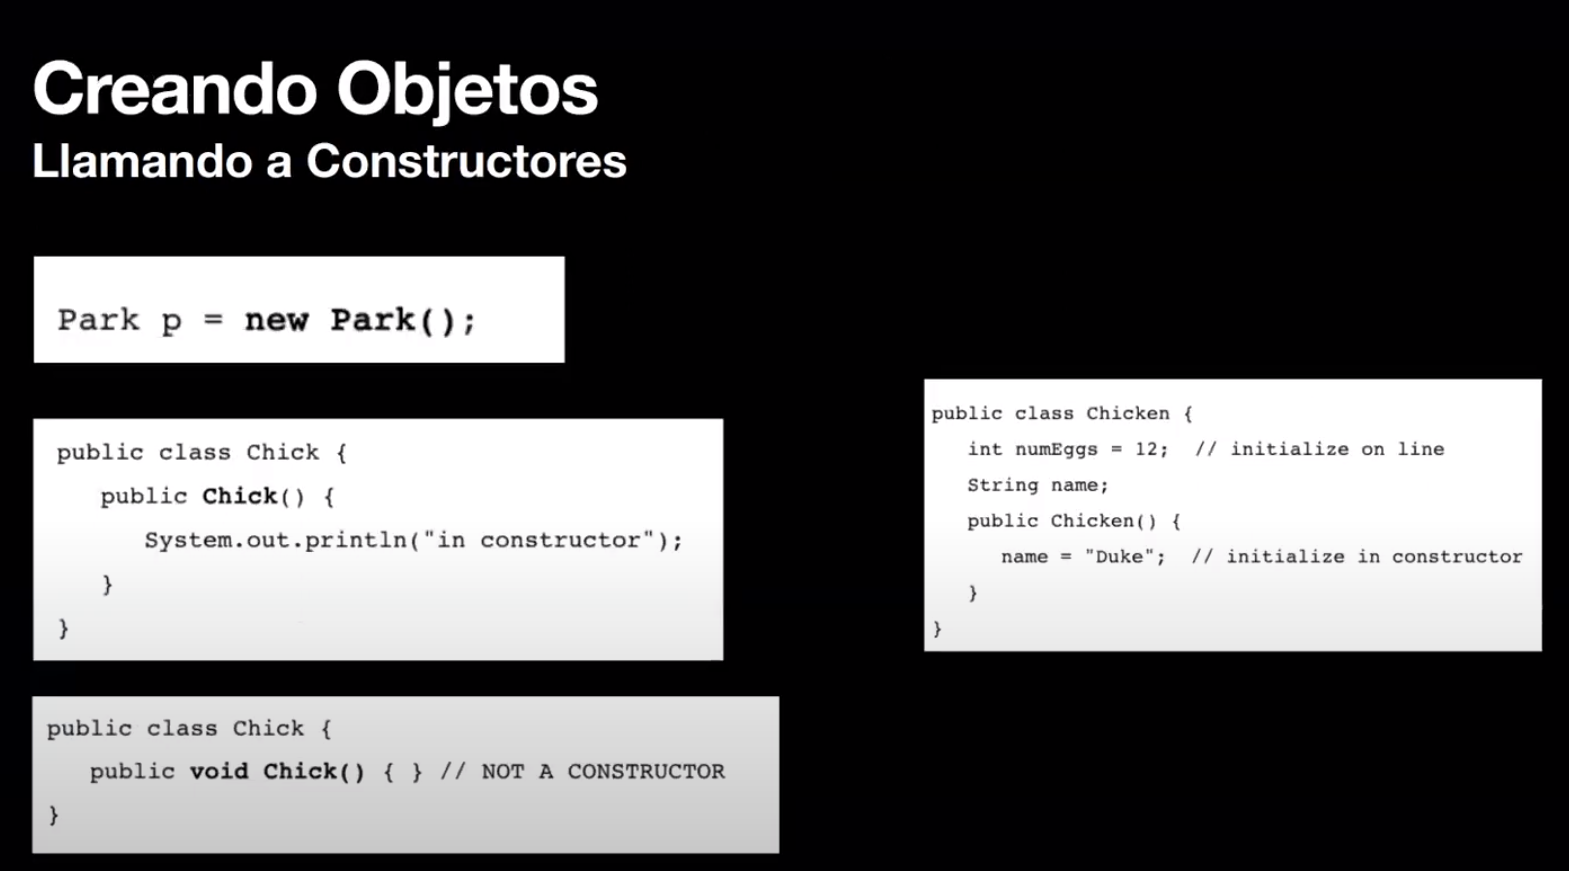 Creando Objetos
Llamando a Constructores
Park p = new Park();
public class Chick {
public Chick() {
System.out.println("in constructor");
}
}
public class Chick {
public void Chick() { } // NOT A CONSTRUCTOR
}
public class Chicken {
int numEggs = 12;  // initialize on line
String name;
public Chicken() {
name = "Duke";  // initialize in constructor
}
}